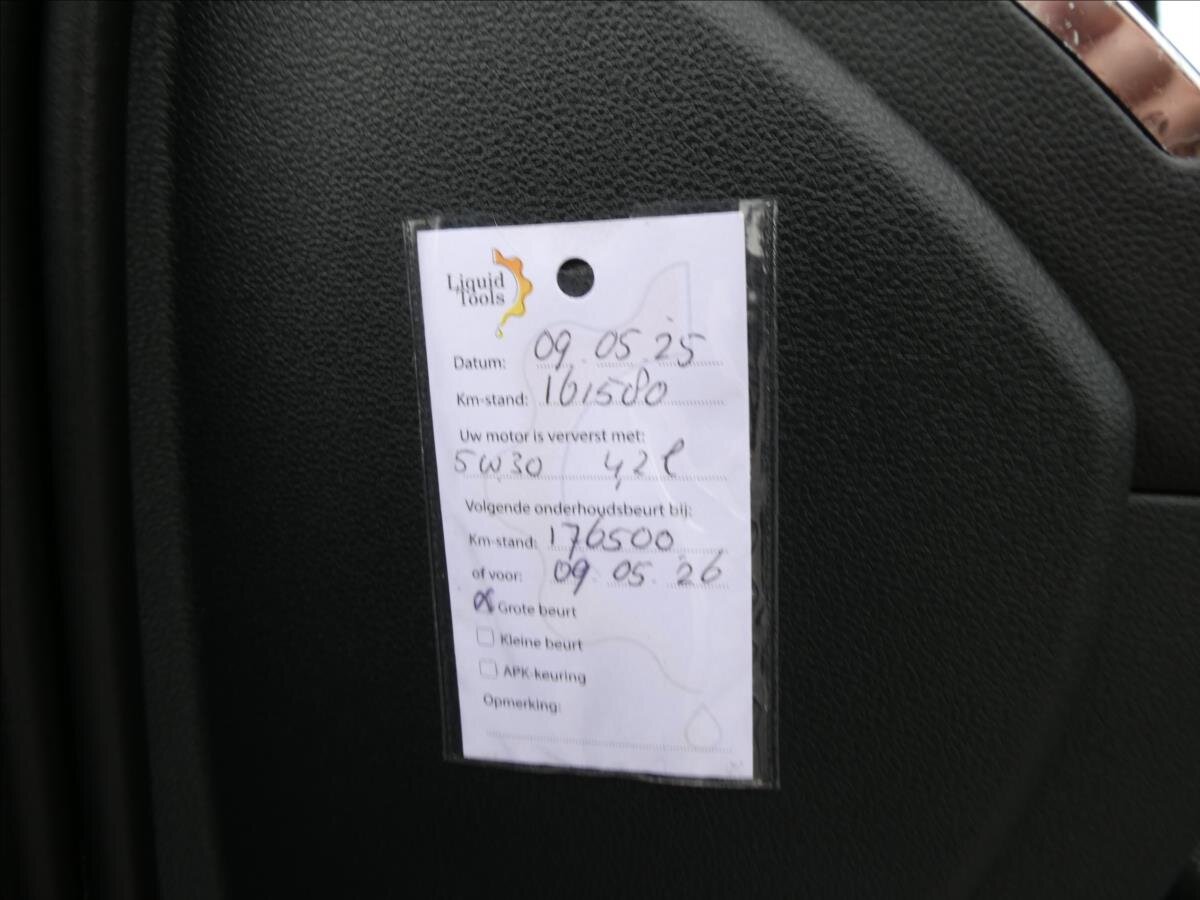 Liquid
Tools
Datum: 09.05.25
Km-stand: 161580
Uw motor is ververst met:
5W30 4,2 l
Volgende onderhoudsbeurt bij:
Km-stand: 176500
of voor: 09.05.26
X Grote beurt
Kleine beurt
APK-keuring
Opmerking: